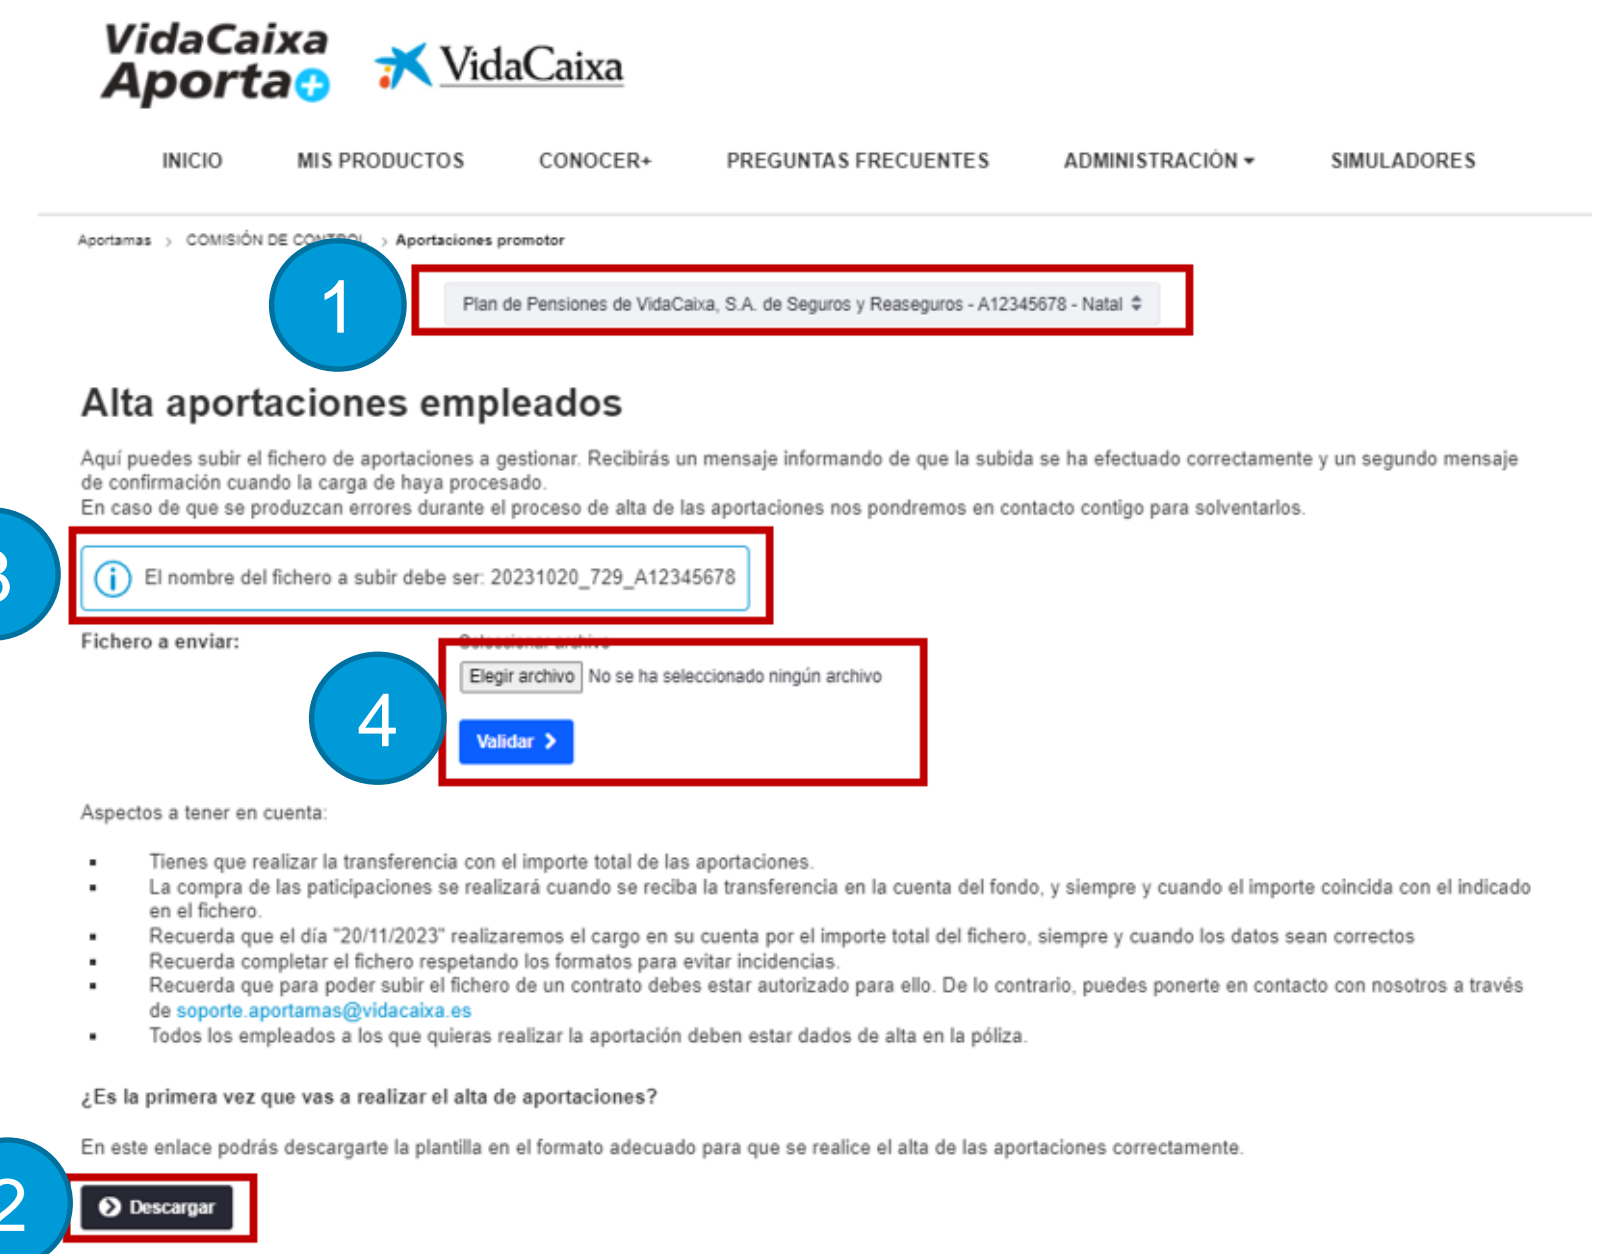 VidaCaixa
Aporta+
VidaCaixa
INICIO MIS PRODUCTOS CONOCER+ PREGUNTAS FRECUENTES ADMINISTRACIÓN SIMULADORES
Aportamas > COMISIÓN DE CONTROL > Aportaciones promotor
1
Plan de Pensiones de VidaCaixa, S.A. de Seguros y Reaseguros - A12345678 - Natal
Alta aportaciones empleados
Aquí puedes subir el fichero de aportaciones a gestionar. Recibirás un mensaje informando de que la subida se ha efectuado correctamente y un segundo mensaje
de confirmación cuando la carga de haya procesado.
En caso de que se produzcan errores durante el proceso de alta de las aportaciones nos pondremos en contacto contigo para solventarlos.
3
El nombre del fichero a subir debe ser: 20231020_729_A12345678
Fichero a enviar:
Seleccionar archivo
Elegir archivo No se ha seleccionado ningún archivo
4
Validar
Aspectos a tener en cuenta:
▪ Tienes que realizar la transferencia con el importe total de las aportaciones.
▪ La compra de las paticipaciones se realizará cuando se reciba la transferencia en la cuenta del fondo, y siempre y cuando el importe coincida con el indicado
en el fichero.
▪ Recuerda que el día "20/11/2023" realizaremos el cargo en su cuenta por el importe total del fichero, siempre y cuando los datos sean correctos
▪ Recuerda completar el fichero respetando los formatos para evitar incidencias.
▪ Recuerda que para poder subir el fichero de un contrato debes estar autorizado para ello. De lo contrario, puedes ponerte en contacto con nosotros a través
de soporte.aportamas@vidacaixa.es
▪ Todos los empleados a los que quieras realizar la aportación deben estar dados de alta en la póliza.
¿Es la primera vez que vas a realizar el alta de aportaciones?
En este enlace podrás descargarte la plantilla en el formato adecuado para que se realice el alta de las aportaciones correctamente.
2
Descargar